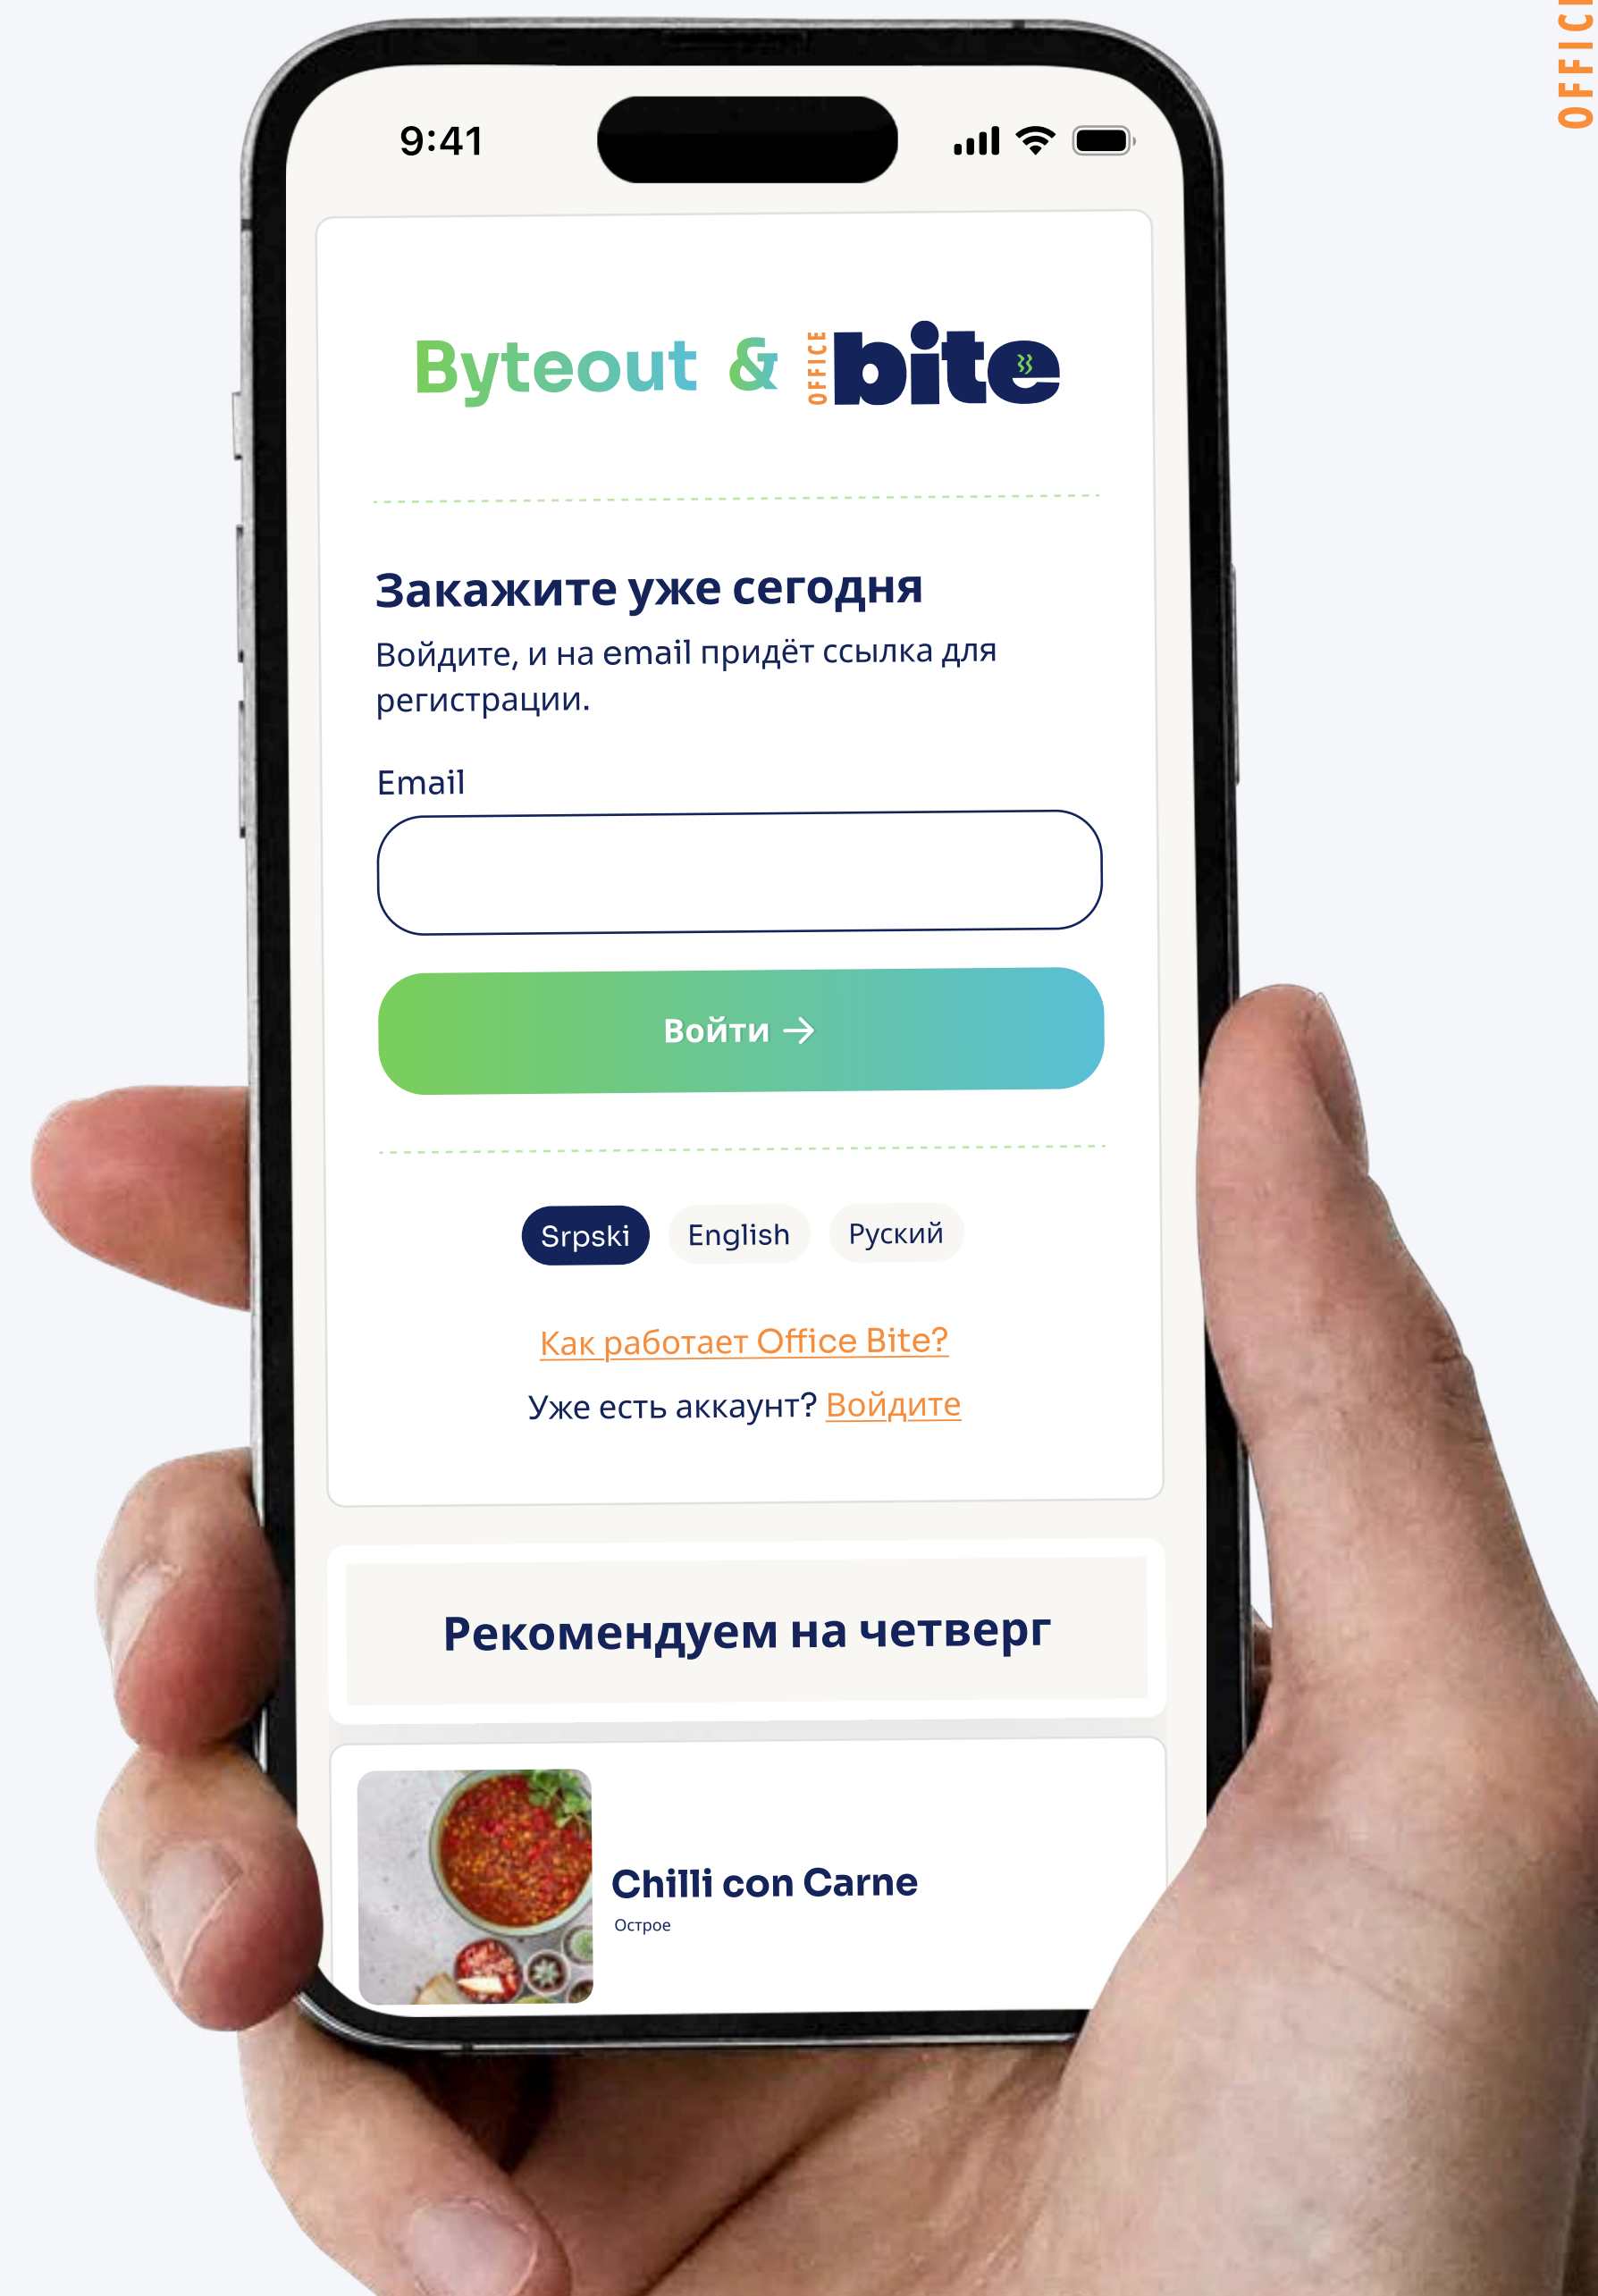 OFFICE
9:41
Byteout & OFFICE bite
Закажите уже сегодня
Войдите, и на email придёт ссылка для
регистрации.
Email
Войти →
Srpski English Руский
Как работает Office Bite?
Уже есть аккаунт? Войдите
Рекомендуем на четверг
Chilli con Carne
Острое